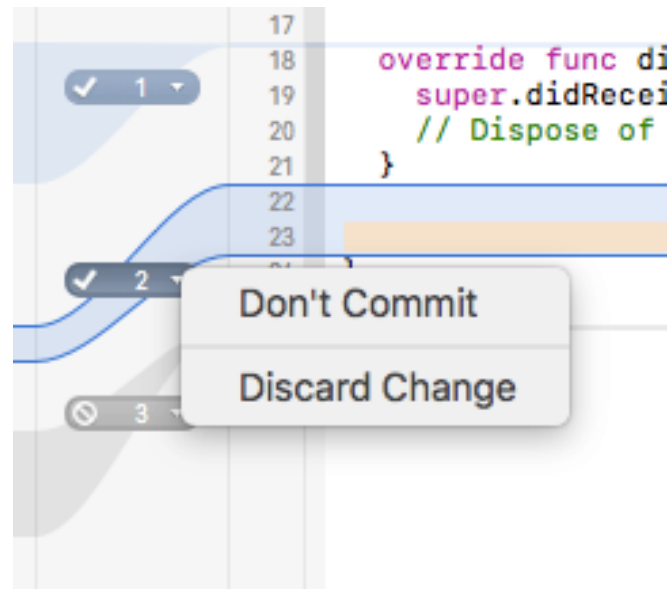 17
18 override func di
1
19 super.didRecei
20 // Dispose of
21 }
22
23
2
Don't Commit
Discard Change
3